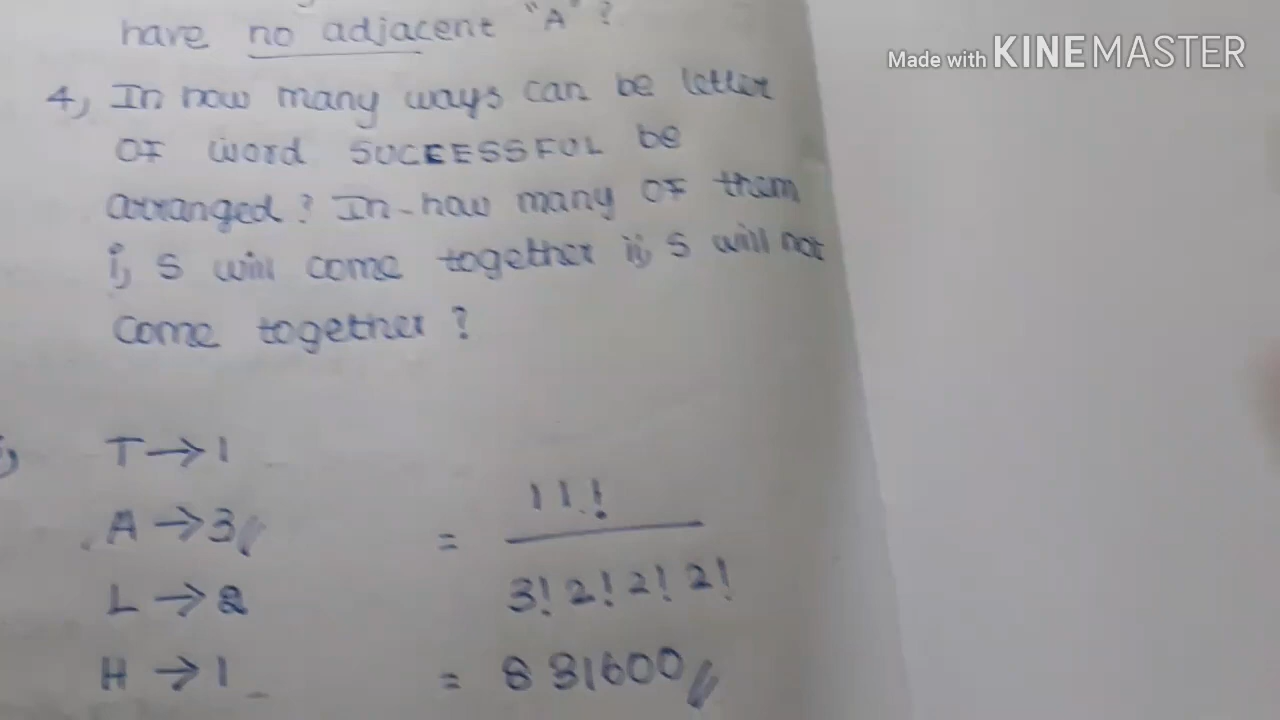 have no adjacent "A"?
Made with KINEMASTER
4, In how many ways can be letter
OF word SUCEESSFUL be
arranged? In how many OF them
i, S will come together ii, S will not
come together?
T→1
A→3
L→2
H→1
= 11! / 3! 2! 2! 2!
= 831600